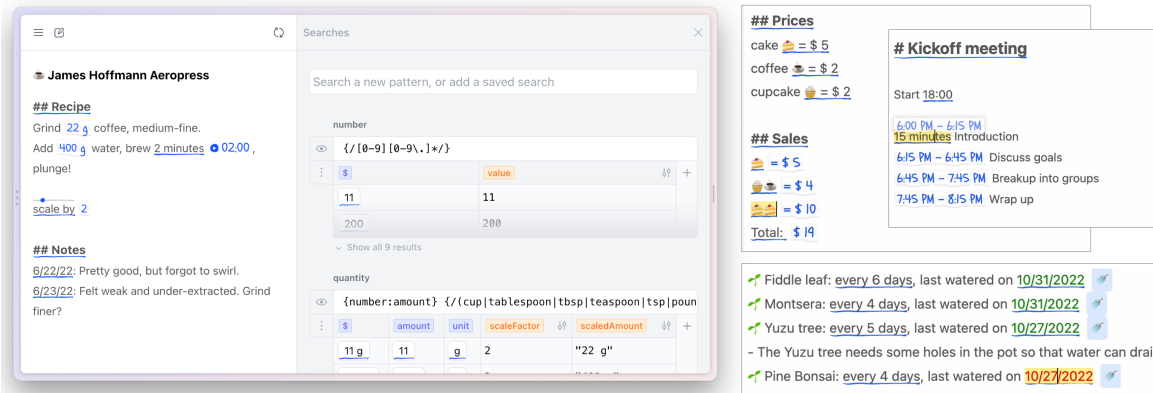 Searches
☕ James Hoffmann Aeropress
## Recipe
Grind 22 g coffee, medium-fine.
Add 400 g water, brew 2 minutes 02:00 ,
plunge!
scale by 2
## Notes
6/22/22: Pretty good, but forgot to swirl.
6/23/22: Felt weak and under-extracted. Grind
finer?
Search a new pattern, or add a saved search
number
{/[0-9][0-9\.]*/}
$ value
11 11
200 200
Show all 9 results
quantity
{number:amount} {/(cup|tablespoon|tbsp|teaspoon|tsp|poun
$ amount unit scaleFactor scaledAmount
11 g 11 g 2 "22 g"
## Prices
cake 🍰 = $ 5
coffee ☕ = $ 2
cupcake 🧁 = $ 2
## Sales
🍰 = $ 5
🧁☕ = $ 4
🍰🍰 = $ 10
Total: $ 19
# Kickoff meeting
Start 18:00
6:00 PM – 6:15 PM
15 minutes Introduction
6:15 PM – 6:45 PM Discuss goals
6:45 PM – 7:45 PM Breakup into groups
7:45 PM – 8:15 PM Wrap up
🌱 Fiddle leaf: every 6 days, last watered on 10/31/2022
🌱 Montsera: every 4 days, last watered on 10/31/2022
🌱 Yuzu tree: every 5 days, last watered on 10/27/2022
- The Yuzu tree needs some holes in the pot so that water can drai
🌱 Pine Bonsai: every 4 days, last watered on 10/27/2022